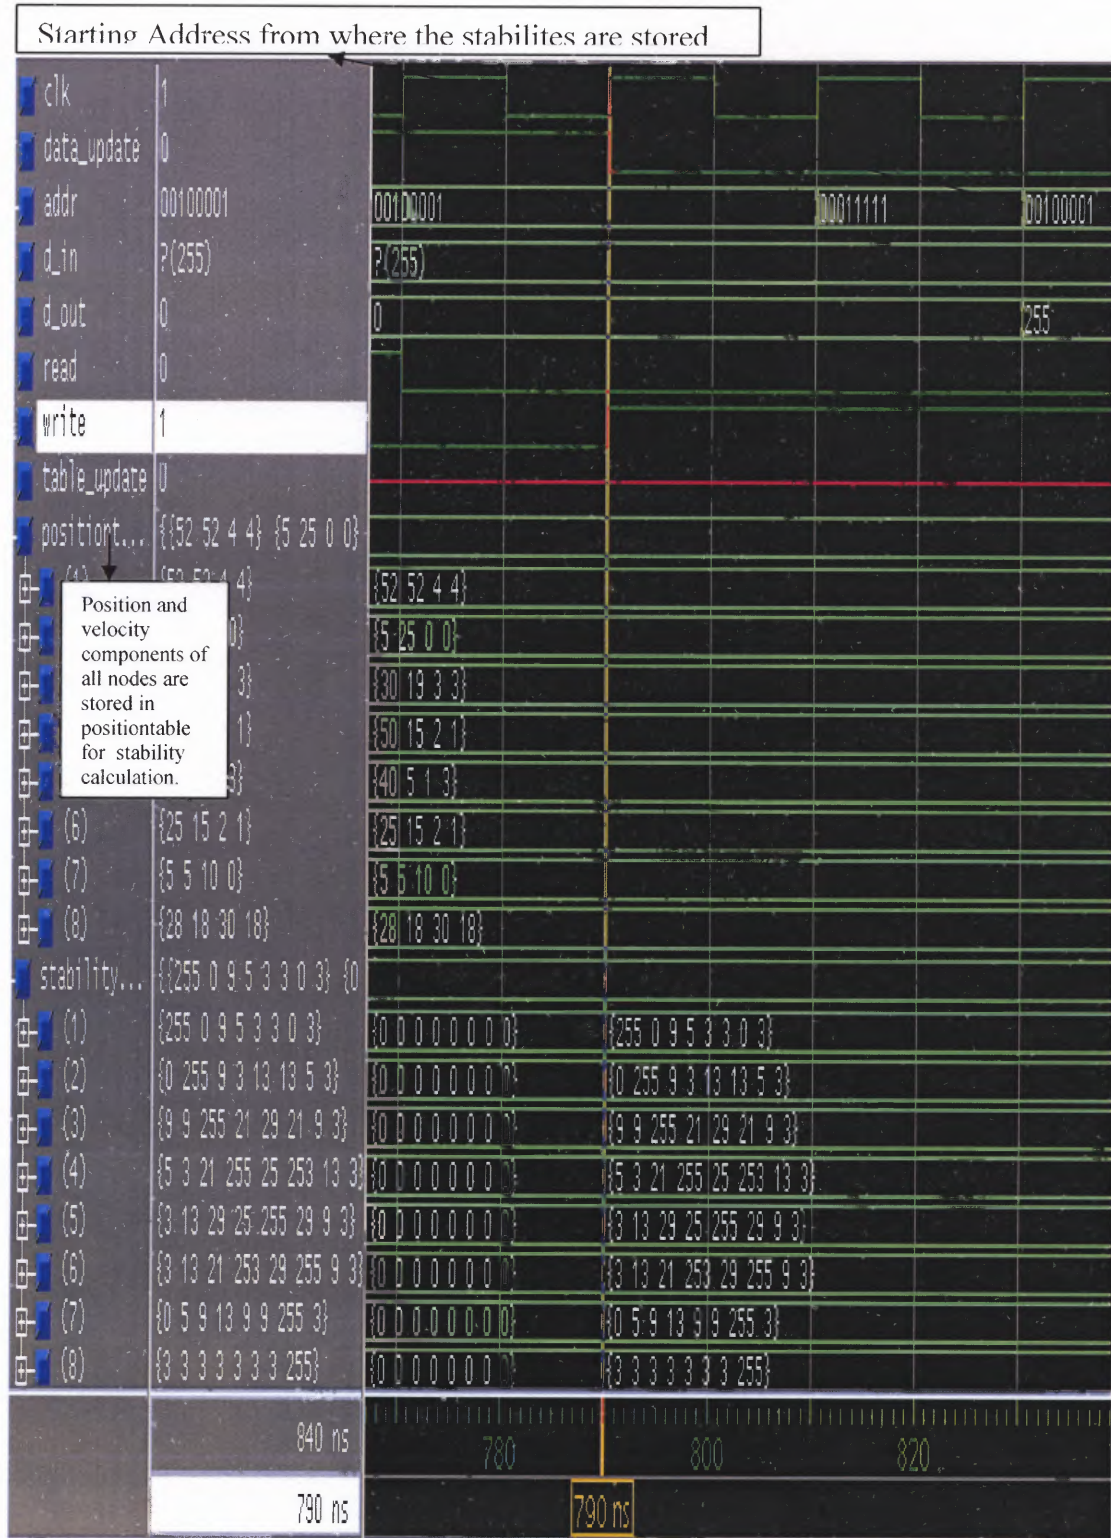 Starting Address from where the stabilites are stored
clk 1
data_update 0
addr 00100001 00100001 00011111 00100001
d_in ?(255) ?(255)
d_out 0 0 255
read 0
write 1
table_update U
positiont... {{52 52 4 4} {5 25 0 0}
{52 52 4 4}
0} {5 25 0 0}
3} {30 19 3 3}
1} {50 15 2 1}
{40 5 1 3}
Position and
velocity
components of
all nodes are
stored in
positiontable
for stability
calculation.
(6) {25 15 2 1} {25 15 2 1}
(7) {5 5 10 0} {5 5 10 0}
(8) {28 18 30 18} {28 18 30 18}
stability... {{255 0 9 5 3 3 0 3} {0
(1) {255 0 9 5 3 3 0 3} {0 0 0 0 0 0 0 0} {255 0 9 5 3 3 0 3}
(2) {0 255 9 3 13 13 5 3} {0 0 0 0 0 0 0 0} {0 255 9 3 13 13 5 3}
(3) {9 9 255 21 29 21 9 3} {0 0 0 0 0 0 0 0} {9 9 255 21 29 21 9 3}
(4) {5 3 21 255 25 253 13 3} {0 0 0 0 0 0 0 0} {5 3 21 255 25 253 13 3}
(5) {3 13 29 25 255 29 9 3} {0 0 0 0 0 0 0 0} {3 13 29 25 255 29 9 3}
(6) {3 13 21 253 29 255 9 3} {0 0 0 0 0 0 0 0} {3 13 21 253 29 255 9 3}
(7) {0 5 9 13 9 9 255 3} {0 0 0 0 0 0 0 0} {0 5 9 13 9 9 255 3}
(8) {3 3 3 3 3 3 3 255} {0 0 0 0 0 0 0 0} {3 3 3 3 3 3 3 255}
840 ns 780 800 820
790 ns 790 ns